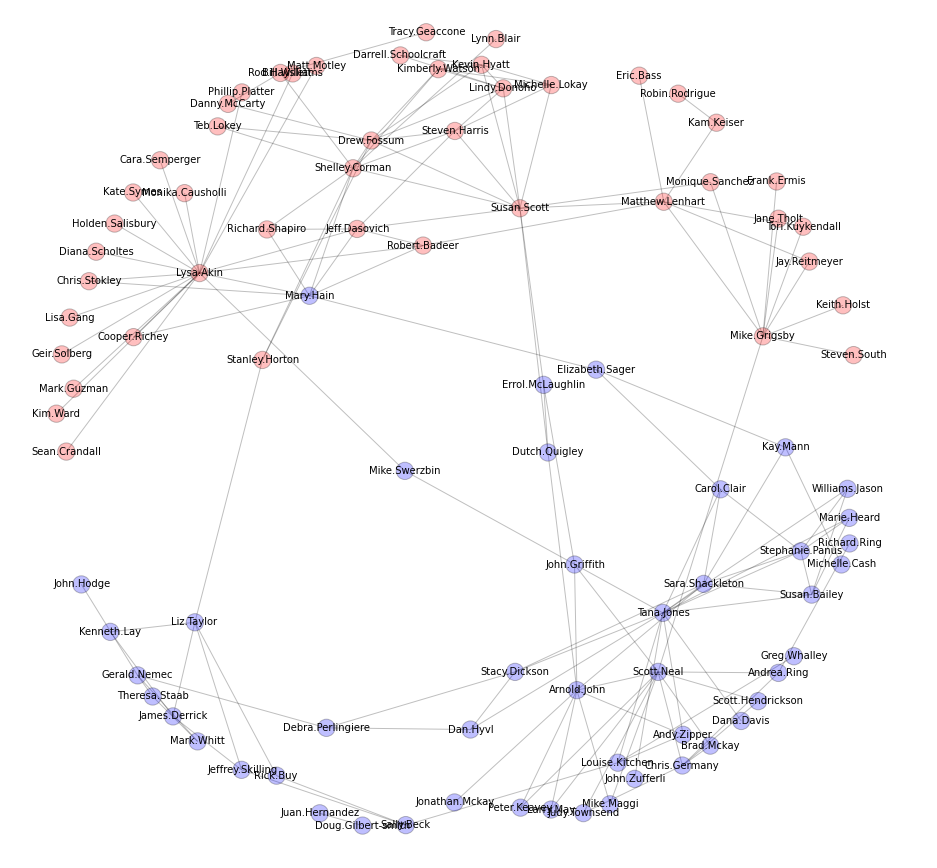 Tracy.Geaccone
Lynn.Blair
Darrell.Schoolcraft
Kevin.Hyatt
Matt.Motley
Kimberly.Watson
Eric.Bass
Michelle.Lokay
Lindy.Donoho
Phillip.Platter
Robin.Rodrigue
Danny.McCarty
Kam.Keiser
Teb.Lokey
Steven.Harris
Drew.Fossum
Cara.Semperger
Shelley.Corman
Monique.Sanchez
Frank.Ermis
Kate.Symes
Monika.Causholli
Matthew.Lenhart
Susan.Scott
Jane.Tholt
Holden.Salisbury
Tori.Kuykendall
Richard.Shapiro
Jeff.Dasovich
Robert.Badeer
Diana.Scholtes
Jay.Reitmeyer
Lysa.Akin
Chris.Stokley
Mary.Hain
Keith.Holst
Lisa.Gang
Cooper.Richey
Mike.Grigsby
Geir.Solberg
Steven.South
Stanley.Horton
Elizabeth.Sager
Errol.McLaughlin
Mark.Guzman
Kim.Ward
Kay.Mann
Sean.Crandall
Dutch.Quigley
Mike.Swerzbin
Carol.Clair
Williams.Jason
Marie.Heard
Richard.Ring
Stephanie.Panus
Michelle.Cash
John.Griffith
John.Hodge
Sara.Shackleton
Susan.Bailey
Tana.Jones
Liz.Taylor
Kenneth.Lay
Greg.Whalley
Stacy.Dickson
Scott.Neal
Andrea.Ring
Gerald.Nemec
Arnold.John
Theresa.Staab
Scott.Hendrickson
James.Derrick
Dana.Davis
Debra.Perlingiere
Dan.Hyvl
Andy.Zipper
Mark.Whitt
Brad.Mckay
Louise.Kitchen
Chris.Germany
Jeffrey.Skilling
Rick.Buy
John.Zufferli
Jonathan.Mckay
Mike.Maggi
Peter.Keavey
Larry.May
Judy.Townsend
Juan.Hernandez
Doug.Gilbert-smith
Sally.Beck